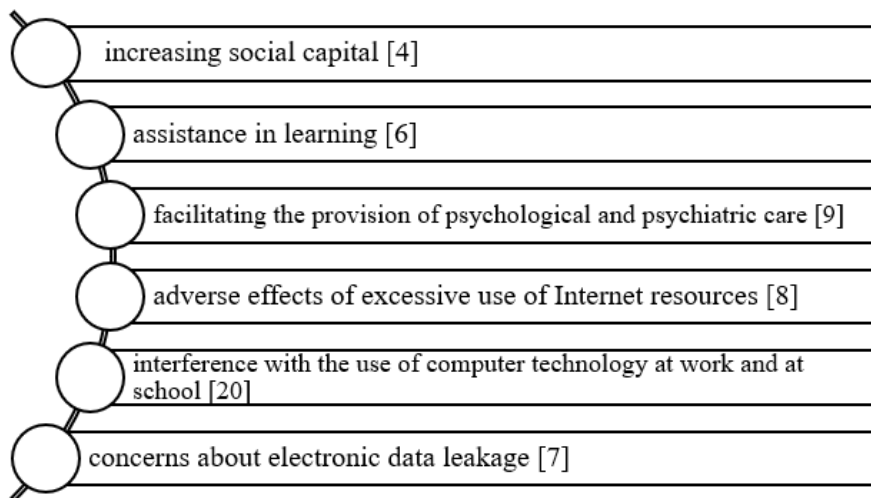 increasing social capital [4]
assistance in learning [6]
facilitating the provision of psychological and psychiatric care [9]
adverse effects of excessive use of Internet resources [8]
interference with the use of computer technology at work and at
school [20]
concerns about electronic data leakage [7]